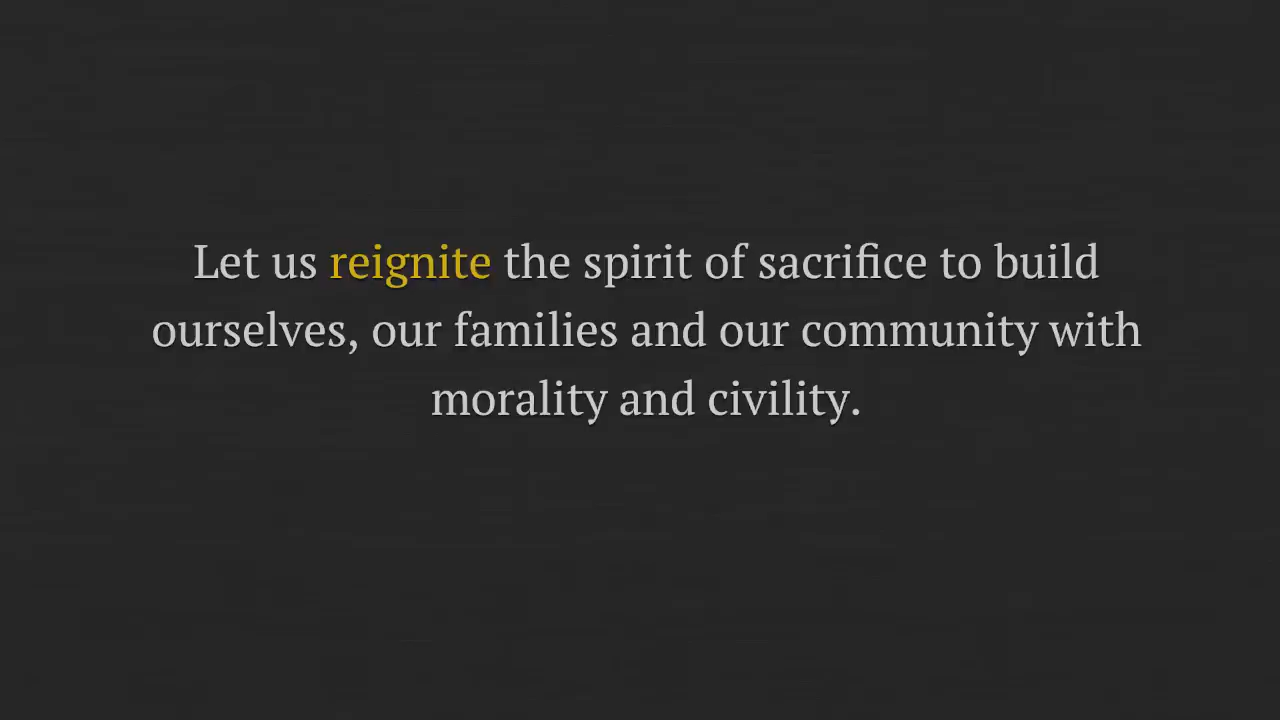 Let us reignite the spirit of sacrifice to build
ourselves, our families and our community with
morality and civility.